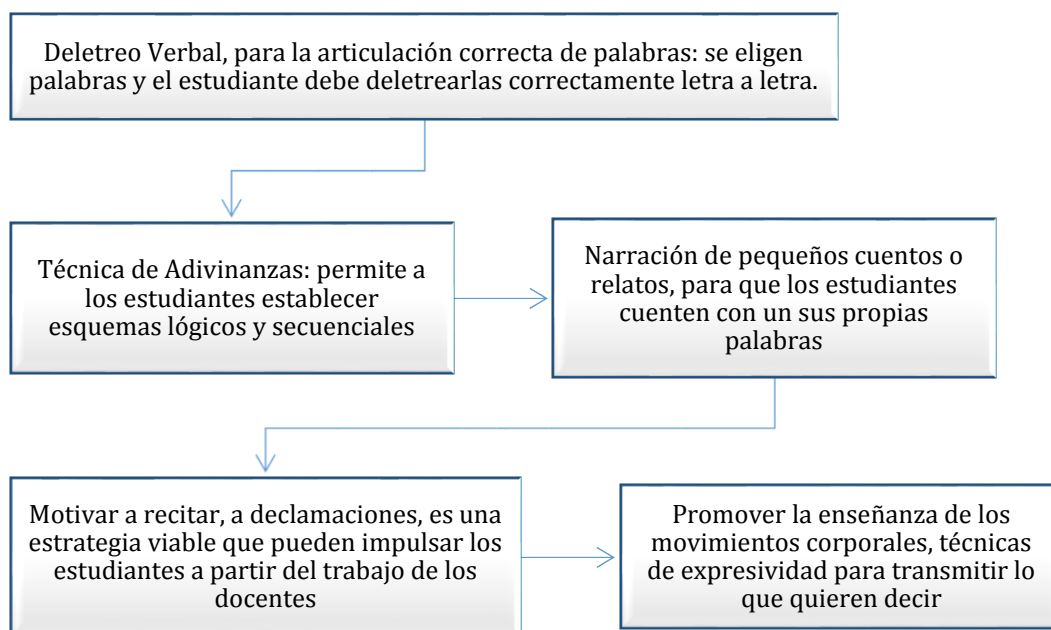 Deletreo Verbal, para la articulación correcta de palabras: se eligen
palabras y el estudiante debe deletrearlas correctamente letra a letra.
Técnica de Adivinanzas: permite a
los estudiantes establecer
esquemas lógicos y secuenciales
Narración de pequeños cuentos o
relatos, para que los estudiantes
cuenten con un sus propias
palabras
Motivar a recitar, a declamaciones, es una
estrategia viable que pueden impulsar los
estudiantes a partir del trabajo de los
docentes
Promover la enseñanza de los
movimientos corporales, técnicas
de expresividad para transmitir lo
que quieren decir